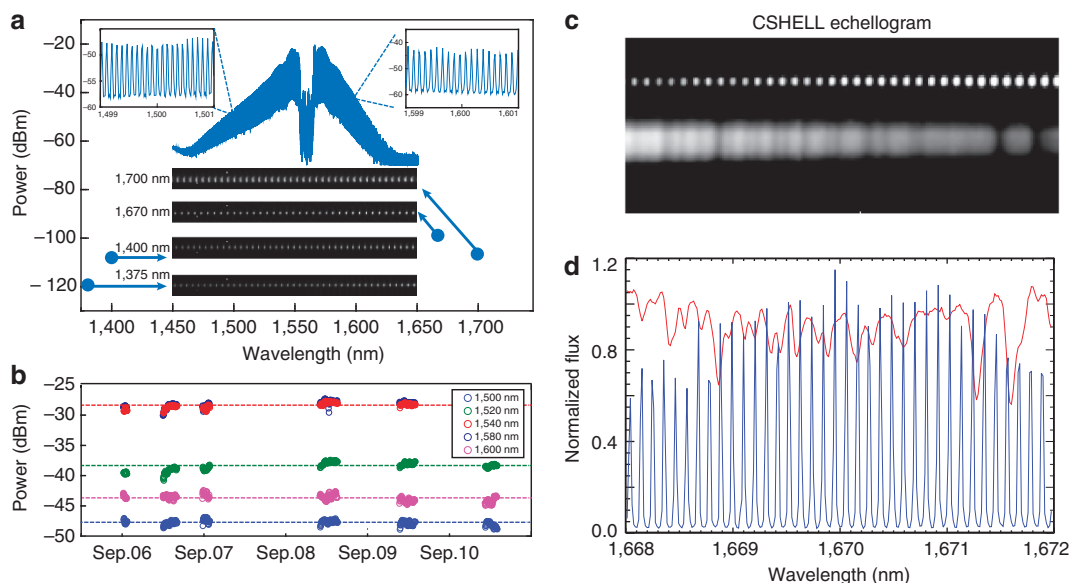 a
−20
−40
−60
−80
−100
− 120
Power (dBm)
−50
−55
−60
1,499
1,500
1,501
−40
−50
−60
1,599
1,600
1,601
1,700 nm
1,670 nm
1,400 nm
1,375 nm
1,400
1,450
1,500
1,550
1,600
1,650
1,700
Wavelength (nm)
b
−25
−30
−35
−40
−45
−50
Power (dBm)
1,500 nm
1,520 nm
1,540 nm
1,580 nm
1,600 nm
Sep.06
Sep.07
Sep.08
Sep.09
Sep.10
c
CSHELL echellogram
d
1.2
0.8
0.4
0.0
Normalized flux
1,668
1,669
1,670
1,671
1,672
Wavelength (nm)